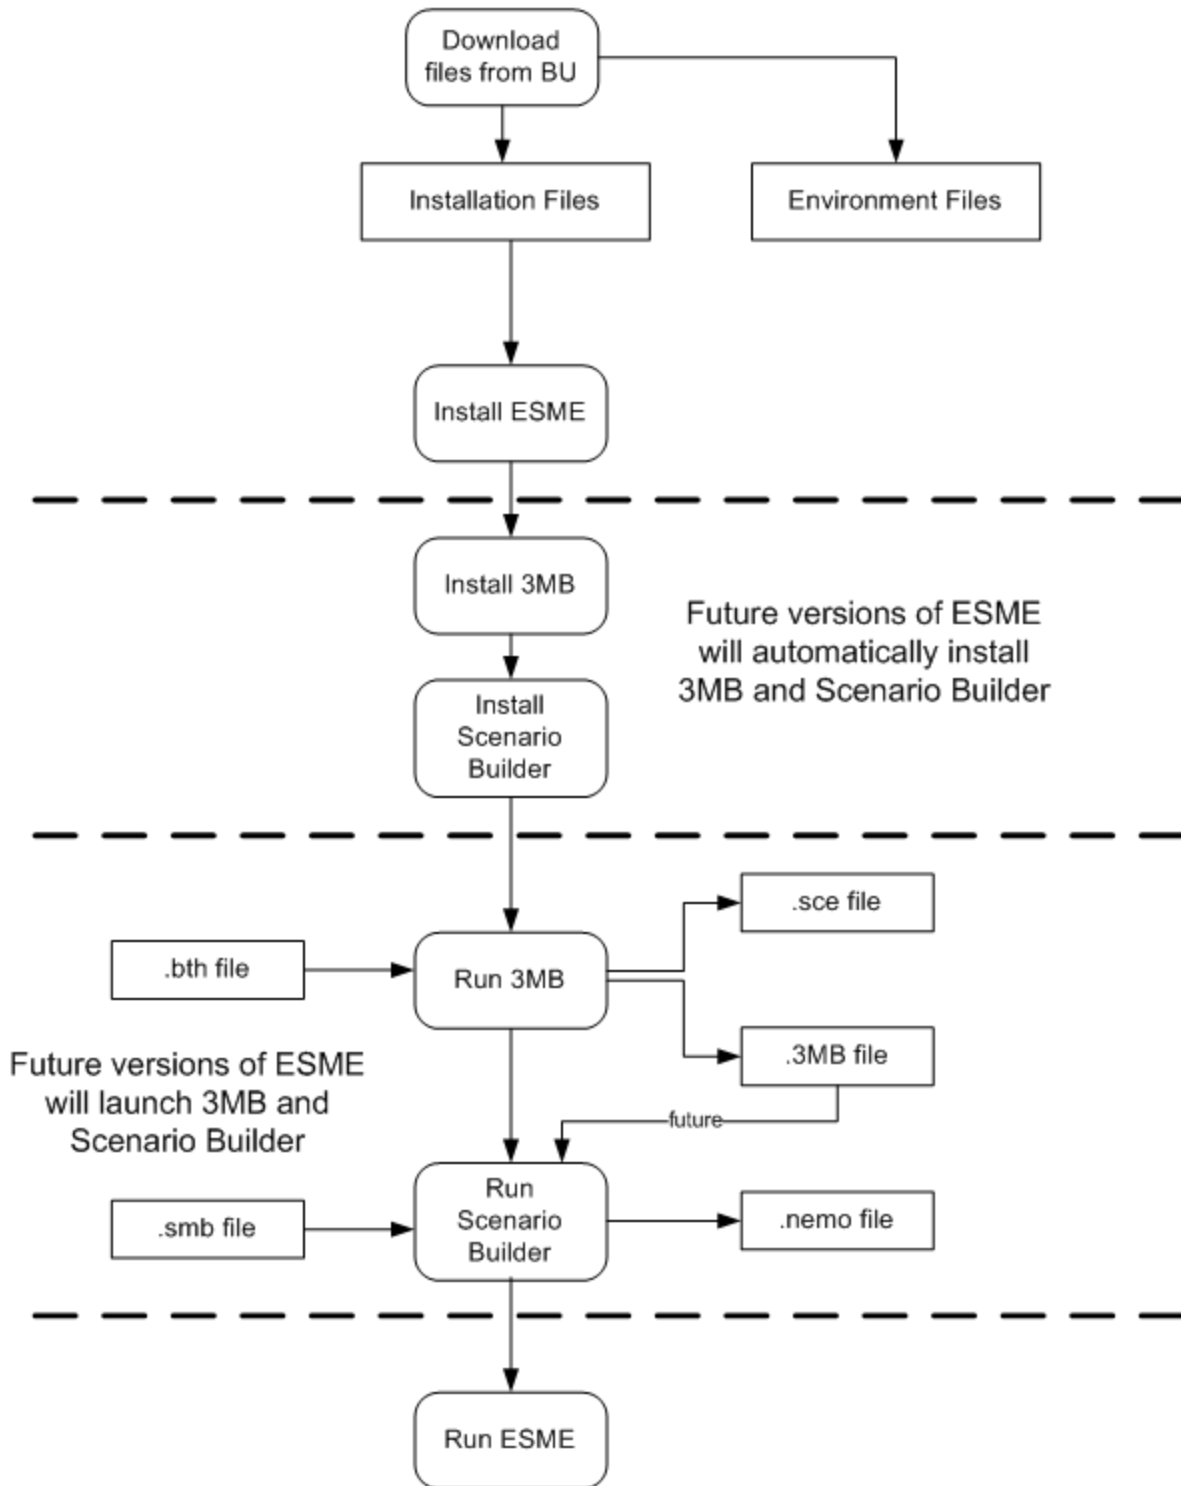 Download
files from BU
Installation Files
Environment Files
Install ESME
Install 3MB
Future versions of ESME
will automatically install
3MB and Scenario Builder
Install
Scenario
Builder
.sce file
.bth file
Run 3MB
.3MB file
Future versions of ESME
will launch 3MB and
Scenario Builder
future
Run
Scenario
Builder
.smb file
.nemo file
Run ESME